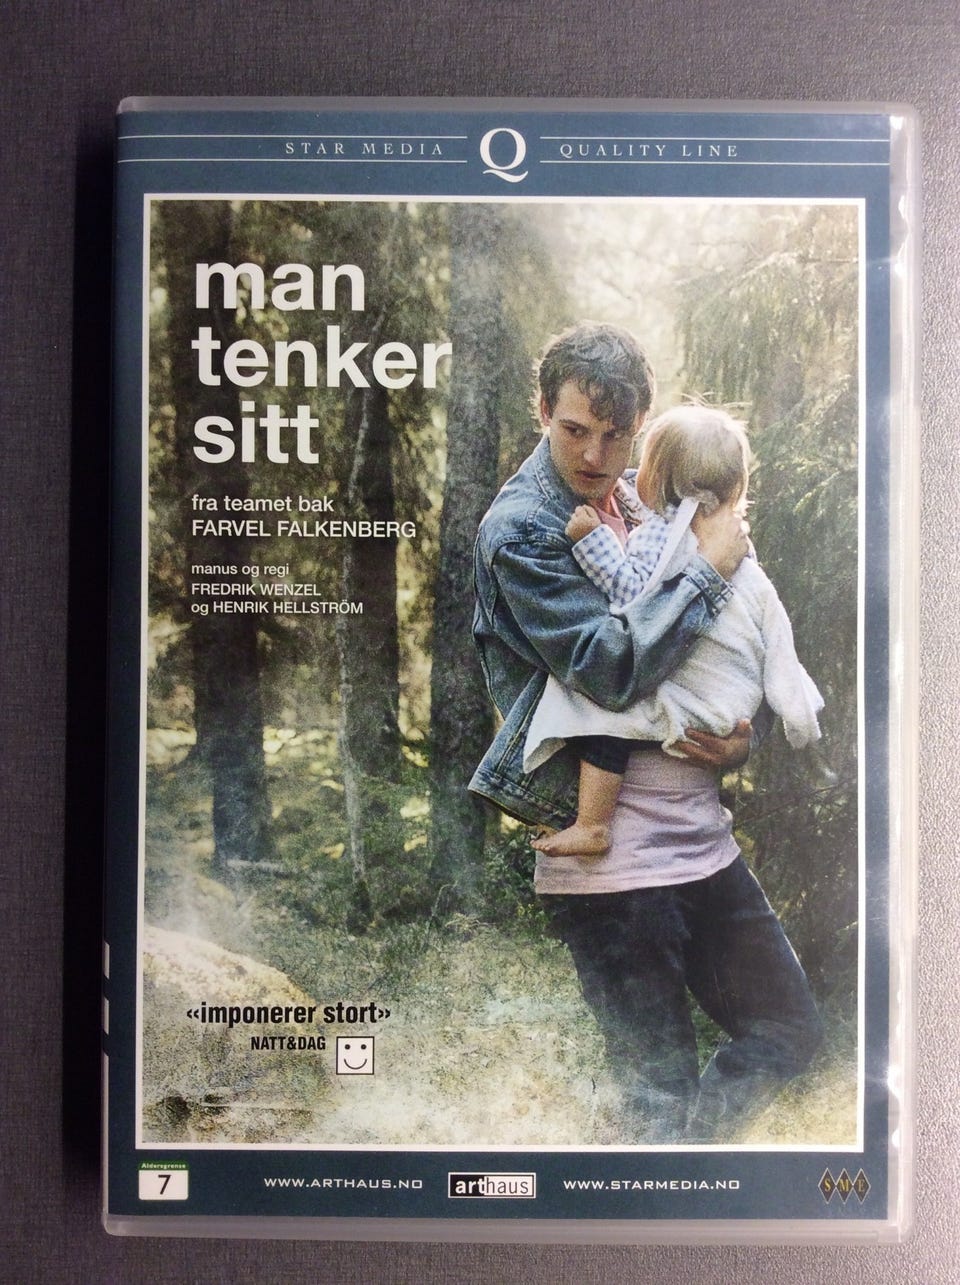 STAR MEDIA Q QUALITY LINE
man
tenker
sitt
fra teamet bak
FARVEL FALKENBERG
manus og regi
FREDRIK WENZEL
og HENRIK HELLSTRÖM
«imponerer stort»
NATT&DAG
Aldersgrense
7
WWW.ARTHAUS.NO arthaus WWW.STARMEDIA.NO
SME